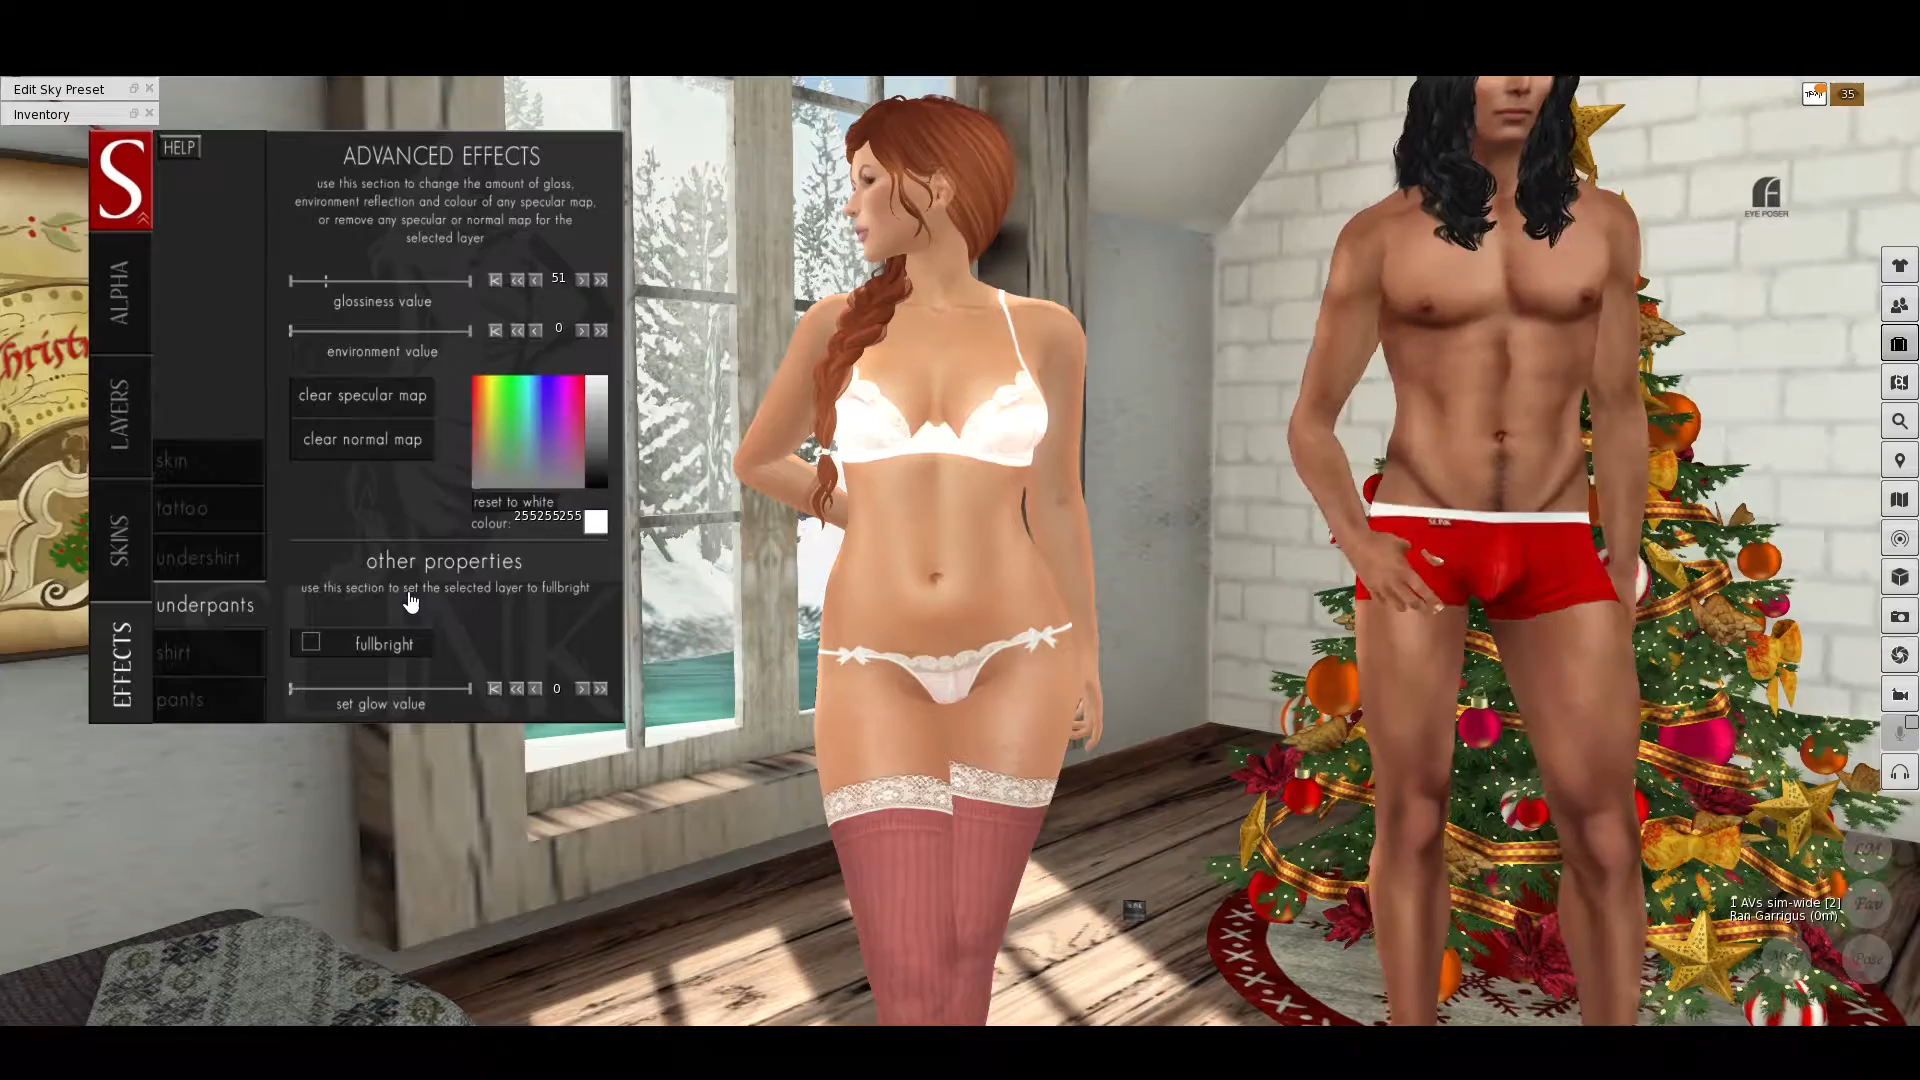 Edit Sky Preset
Inventory
35
HELP
S
ADVANCED EFFECTS
use this section to change the amount of gloss,
environment reflection and colour of any specular map,
or remove any specular or normal map for the
selected layer
51
glossiness value
0
environment value
clear specular map
clear normal map
reset to white
colour: 255255255
other properties
use this section to set the selected layer to fullbright
fullbright
0
set glow value
ALPHA
LAYERS
SKINS
EFFECTS
skin
tattoo
undershirt
underpants
shirt
pants
EYE POSER
SLINK
LM
Fav
Pose
1 AVs sim-wide [2]
Ran Garrigus (0m)